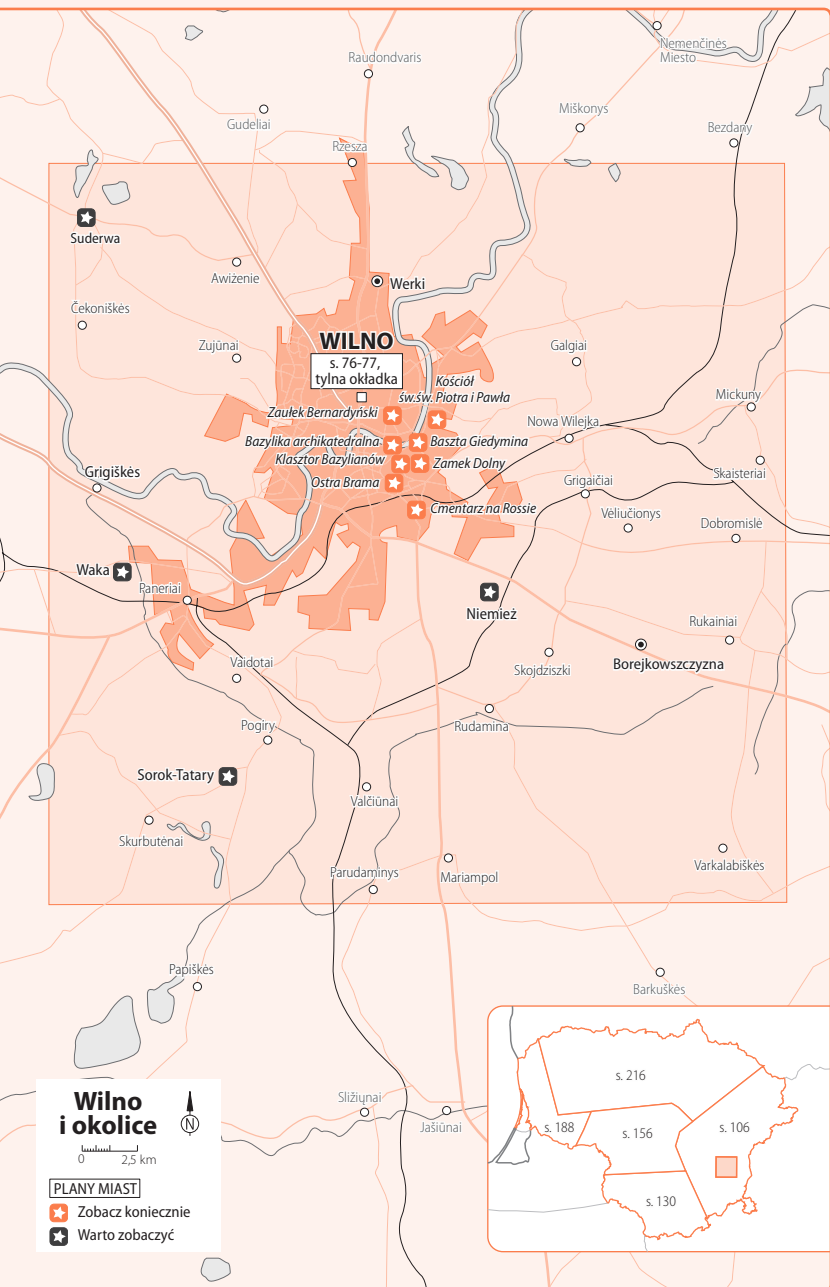 Nemenčinės
Miesto
Raudondvaris
Miškonys
Gudeliai
Bezdany
Rzesza
Suderwa
Awiżenie
Werki
Čekoniškės
WILNO
Zujūnai
Galgiai
s. 76-77,
tylna okładka
Kościół
św.św. Piotra i Pawła
Mickuny
Zaułek Bernardyński
Nowa Wilejka
Bazylika archikatedralna
Baszta Giedymina
Klasztor Bazylianów
Zamek Dolny
Grigiškės
Skaisteriai
Ostra Brama
Grigaičiai
Cmentarz na Rossie
Vėliučionys
Dobromislė
Waka
Paneriai
Niemież
Rukainiai
Vaidotai
Skojdziszki
Borejkowszczyzna
Pogiry
Rudamina
Sorok-Tatary
Valčiūnai
Skurbutėnai
Varkalabiškės
Parudaminys
Mariampol
Papiškės
Barkuškės
Wilno
i okolice
N
0 2,5 km
PLANY MIAST
Zobacz koniecznie
Warto zobaczyć
Sližiųnai
Jašiūnai
s. 216
s. 188
s. 156
s. 106
s. 130